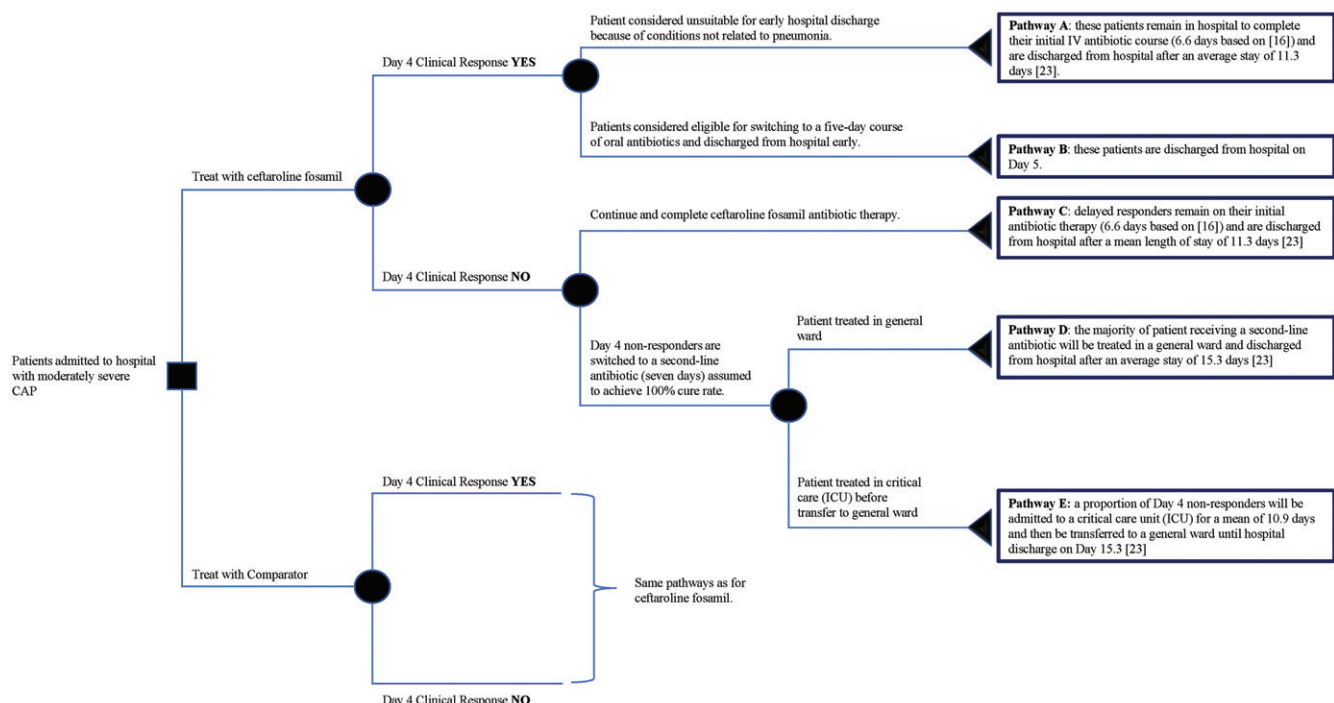 Patient considered unsuitable for early hospital discharge
because of conditions not related to pneumonia.
Pathway A: these patients remain in hospital to complete
their initial IV antibiotic course (6.6 days based on [16]) and
are discharged from hospital after an average stay of 11.3
days [23].
Day 4 Clinical Response YES
Patients considered eligible for switching to a five-day course
of oral antibiotics and discharged from hospital early.
Pathway B: these patients are discharged from hospital on
Day 5.
Treat with ceftaroline fosamil
Continue and complete ceftaroline fosamil antibiotic therapy.
Pathway C: delayed responders remain on their initial
antibiotic therapy (6.6 days based on [16]) and are discharged
from hospital after a mean length of stay of 11.3 days [23]
Day 4 Clinical Response NO
Patient treated in general
ward
Pathway D: the majority of patient receiving a second-line
antibiotic will be treated in a general ward and discharged
from hospital after an average stay of 15.3 days [23]
Day 4 non-responders are
switched to a second-line
antibiotic (seven days) assumed
to achieve 100% cure rate.
Patients admitted to hospital
with moderately severe
CAP
Patient treated in critical
care (ICU) before
transfer to general ward
Pathway E: a proportion of Day 4 non-responders will be
admitted to a critical care unit (ICU) for a mean of 10.9 days
and then be transferred to a general ward until hospital
discharge on Day 15.3 [23]
Day 4 Clinical Response YES
Treat with Comparator
Same pathways as for
ceftaroline fosamil.
Day 4 Clinical Response NO